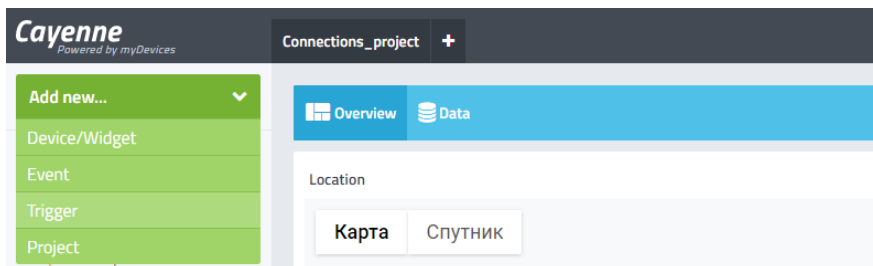 Cayenne
Powered by myDevices
Connections_project +
Add new...
Device/Widget
Event
Trigger
Project
Overview Data
Location
Карта Спутник